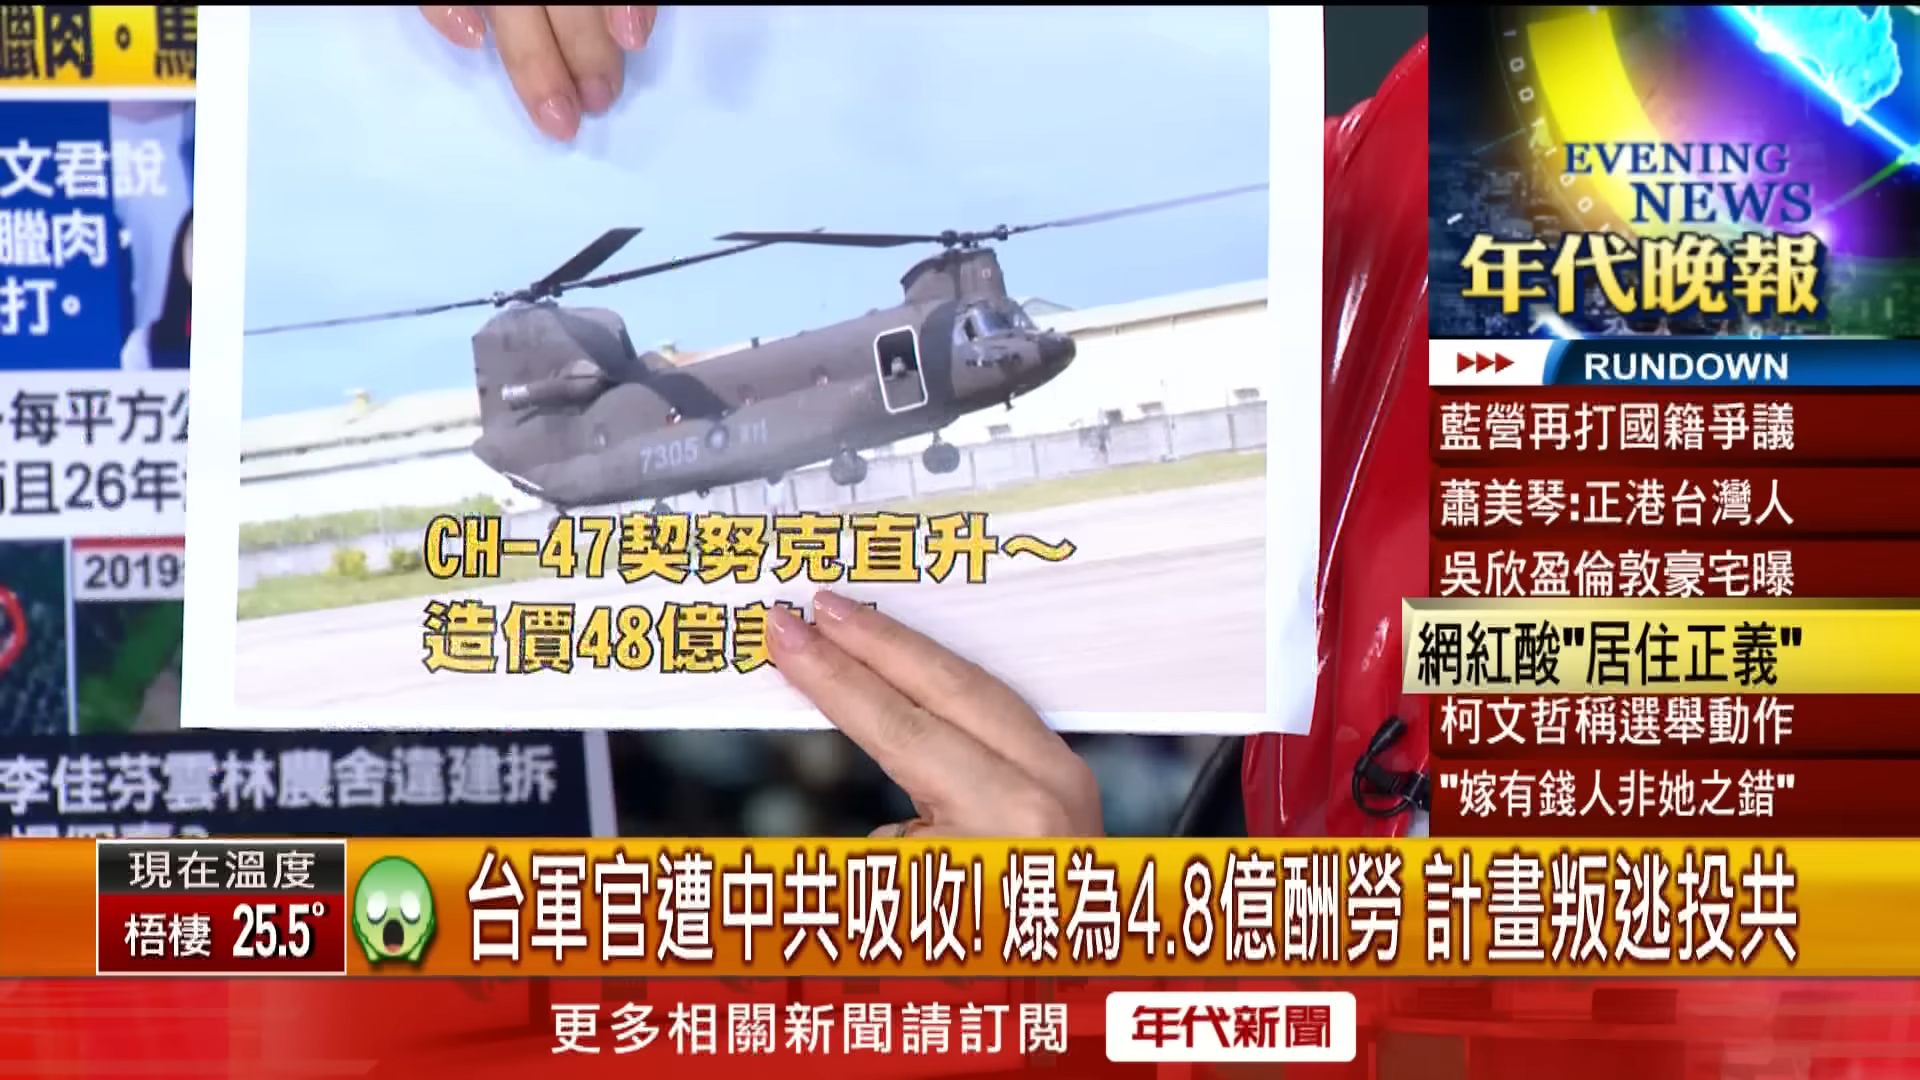 臘肉。馬
文君說
臘肉，
打。
每平方公
且26年
2019
李佳芬雲林農舍違建拆
7305
CH-47契努克直升～
造價48億美
EVENING
NEWS
年代晚報
RUNDOWN
藍營再打國籍爭議
蕭美琴:正港台灣人
吳欣盈倫敦豪宅曝
網紅酸"居住正義"
柯文哲稱選舉動作
"嫁有錢人非她之錯"
現在溫度
梧棲 25.5°
台軍官遭中共吸收! 爆為4.8億酬勞 計畫叛逃投共
更多相關新聞請訂閱 年代新聞